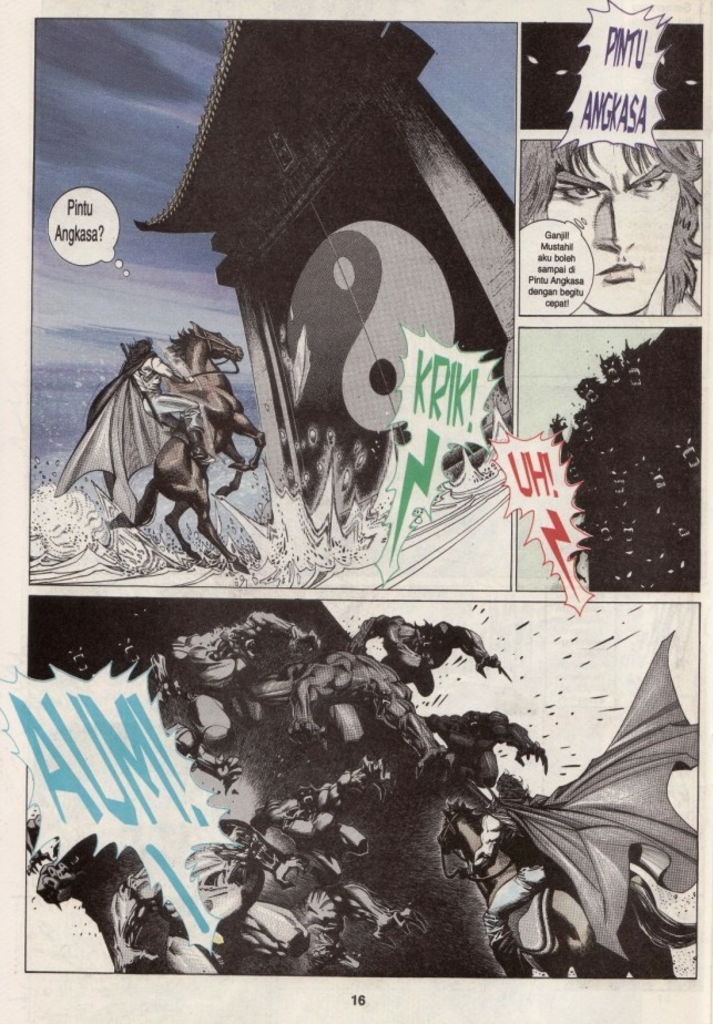 Pintu
Angkasa?
PINTU
ANGKASA
Ganjil!
Mustahil
aku boleh
sampai di
Pintu Angkasa
dengan begitu
cepat!
KRIK!
UH!
AUM!
16